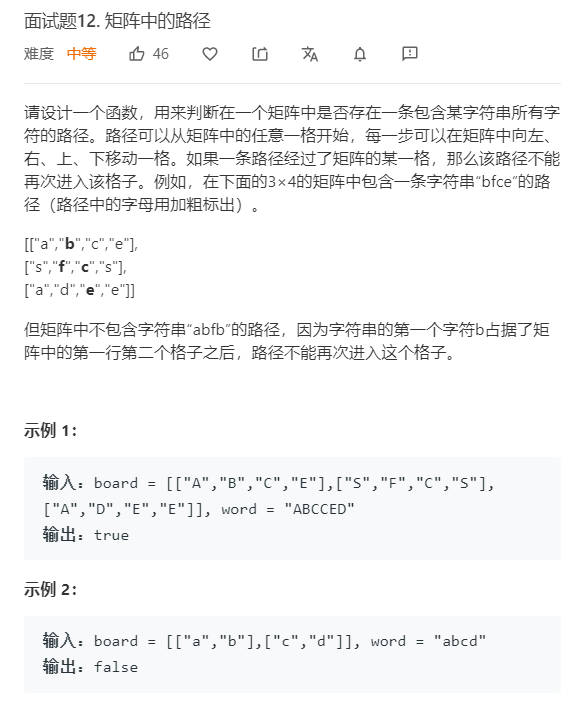 面试题12. 矩阵中的路径
难度 中等 46
请设计一个函数，用来判断在一个矩阵中是否存在一条包含某字符串所有字
符的路径。路径可以从矩阵中的任意一格开始，每一步可以在矩阵中向左、
右、上、下移动一格。如果一条路径经过了矩阵的某一格，那么该路径不能
再次进入该格子。例如，在下面的3×4的矩阵中包含一条字符串“bfce”的路
径（路径中的字母用加粗标出）。
[["a","b","c","e"],
["s","f","c","s"],
["a","d","e","e"]]
但矩阵中不包含字符串“abfb”的路径，因为字符串的第一个字符b占据了矩
阵中的第一行第二个格子之后，路径不能再次进入这个格子。
示例 1：
输入：board = [["A","B","C","E"],["S","F","C","S"],
["A","D","E","E"]], word = "ABCCED"
输出：true
示例 2：
输入：board = [["a","b"],["c","d"]], word = "abcd"
输出：false